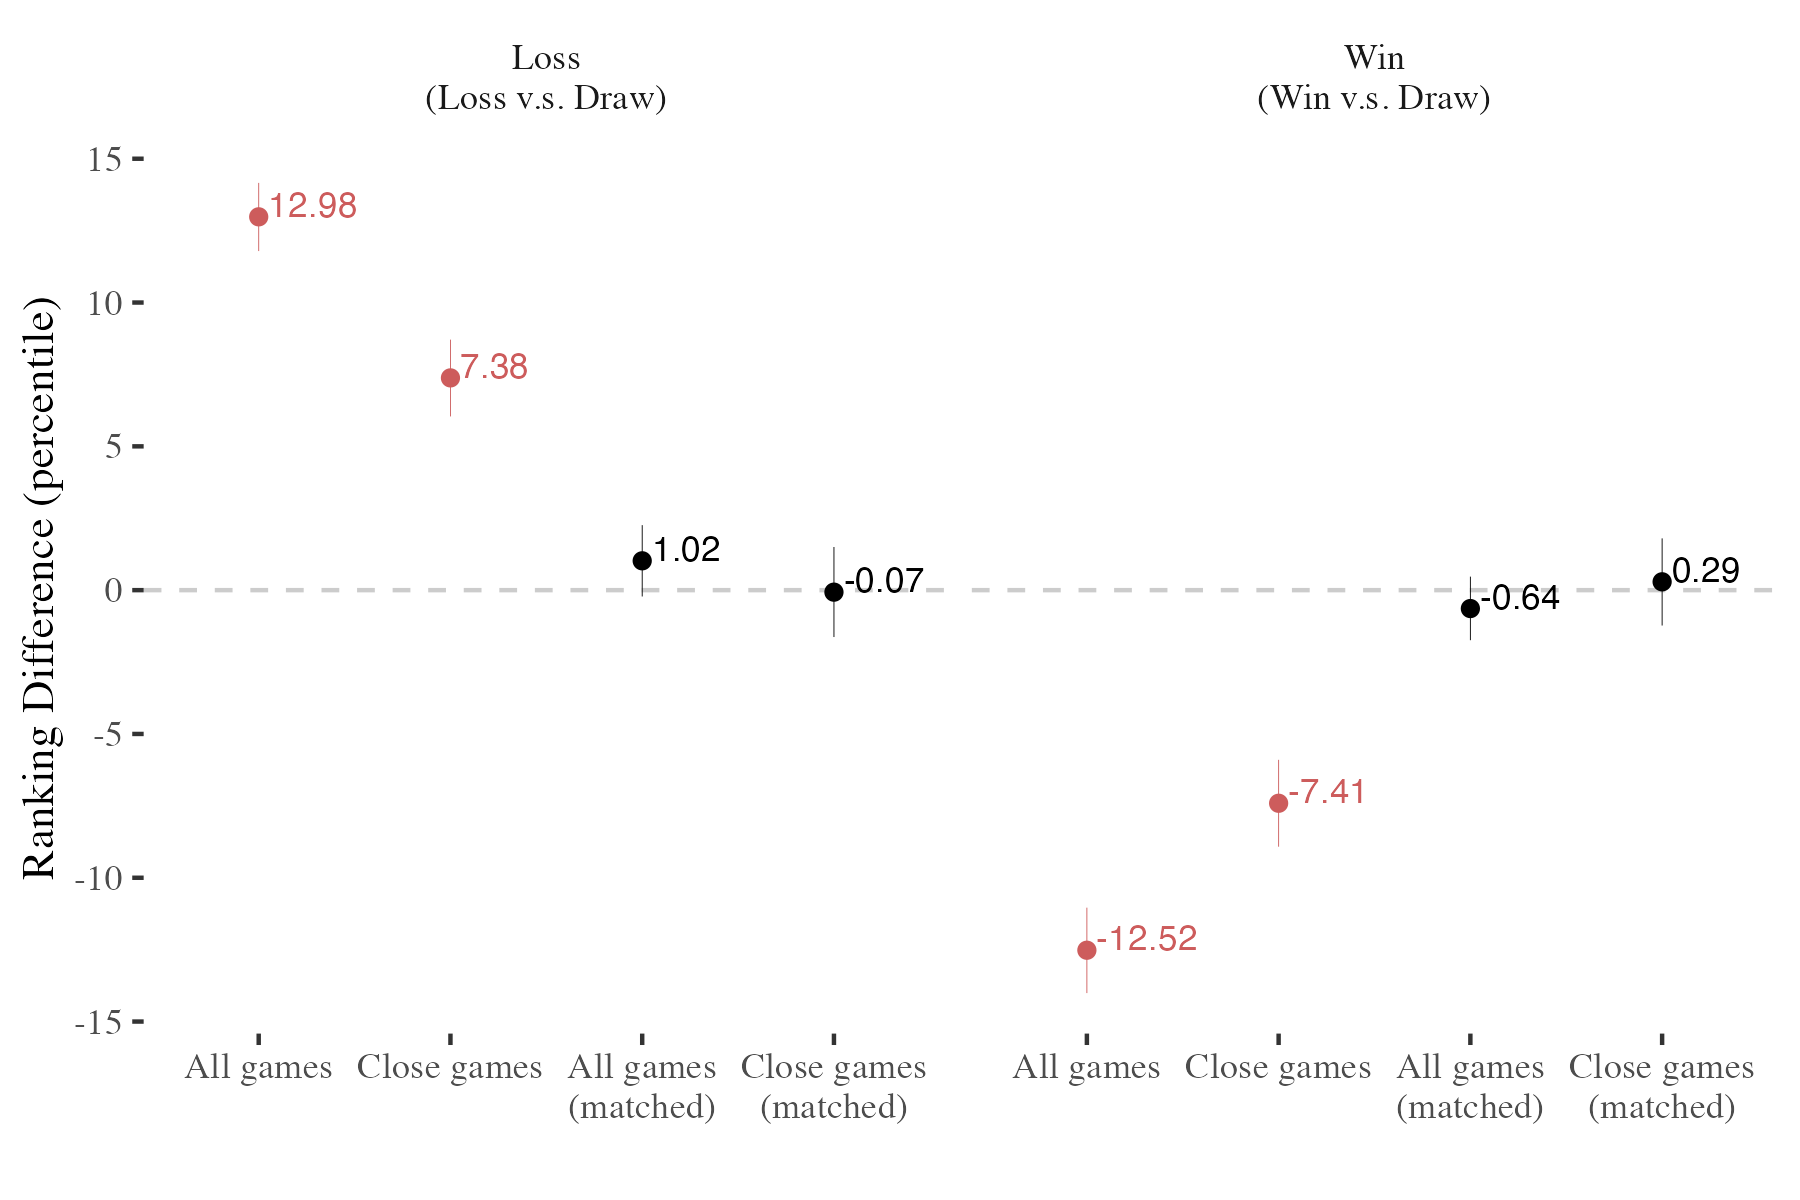 Loss
(Loss v.s. Draw)
Win
(Win v.s. Draw)
Ranking Difference (percentile)
15
10
5
0
-5
-10
-15
12.98
7.38
1.02
-0.07
-12.52
-7.41
-0.64
0.29
All games
Close games
All games
(matched)
Close games
(matched)
All games
Close games
All games
(matched)
Close games
(matched)